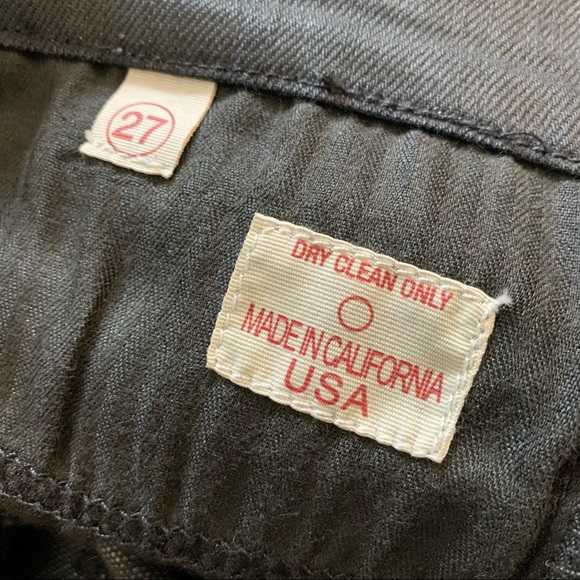 27
DRY CLEAN ONLY
MADE IN CALIFORNIA
USA